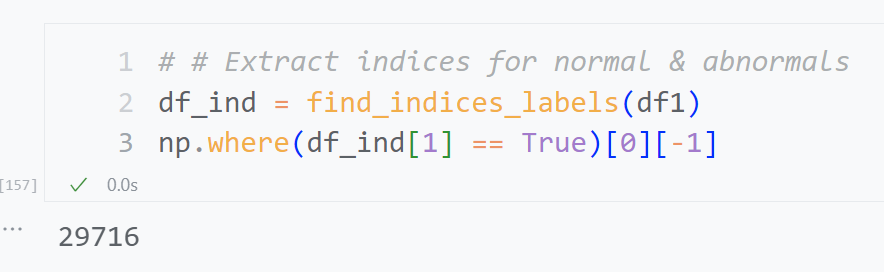 1 # # Extract indices for normal & abnormals
2 df_ind = find_indices_labels(df1)
3 np.where(df_ind[1] == True)[0][-1]
[157] ✓ 0.0s
... 29716